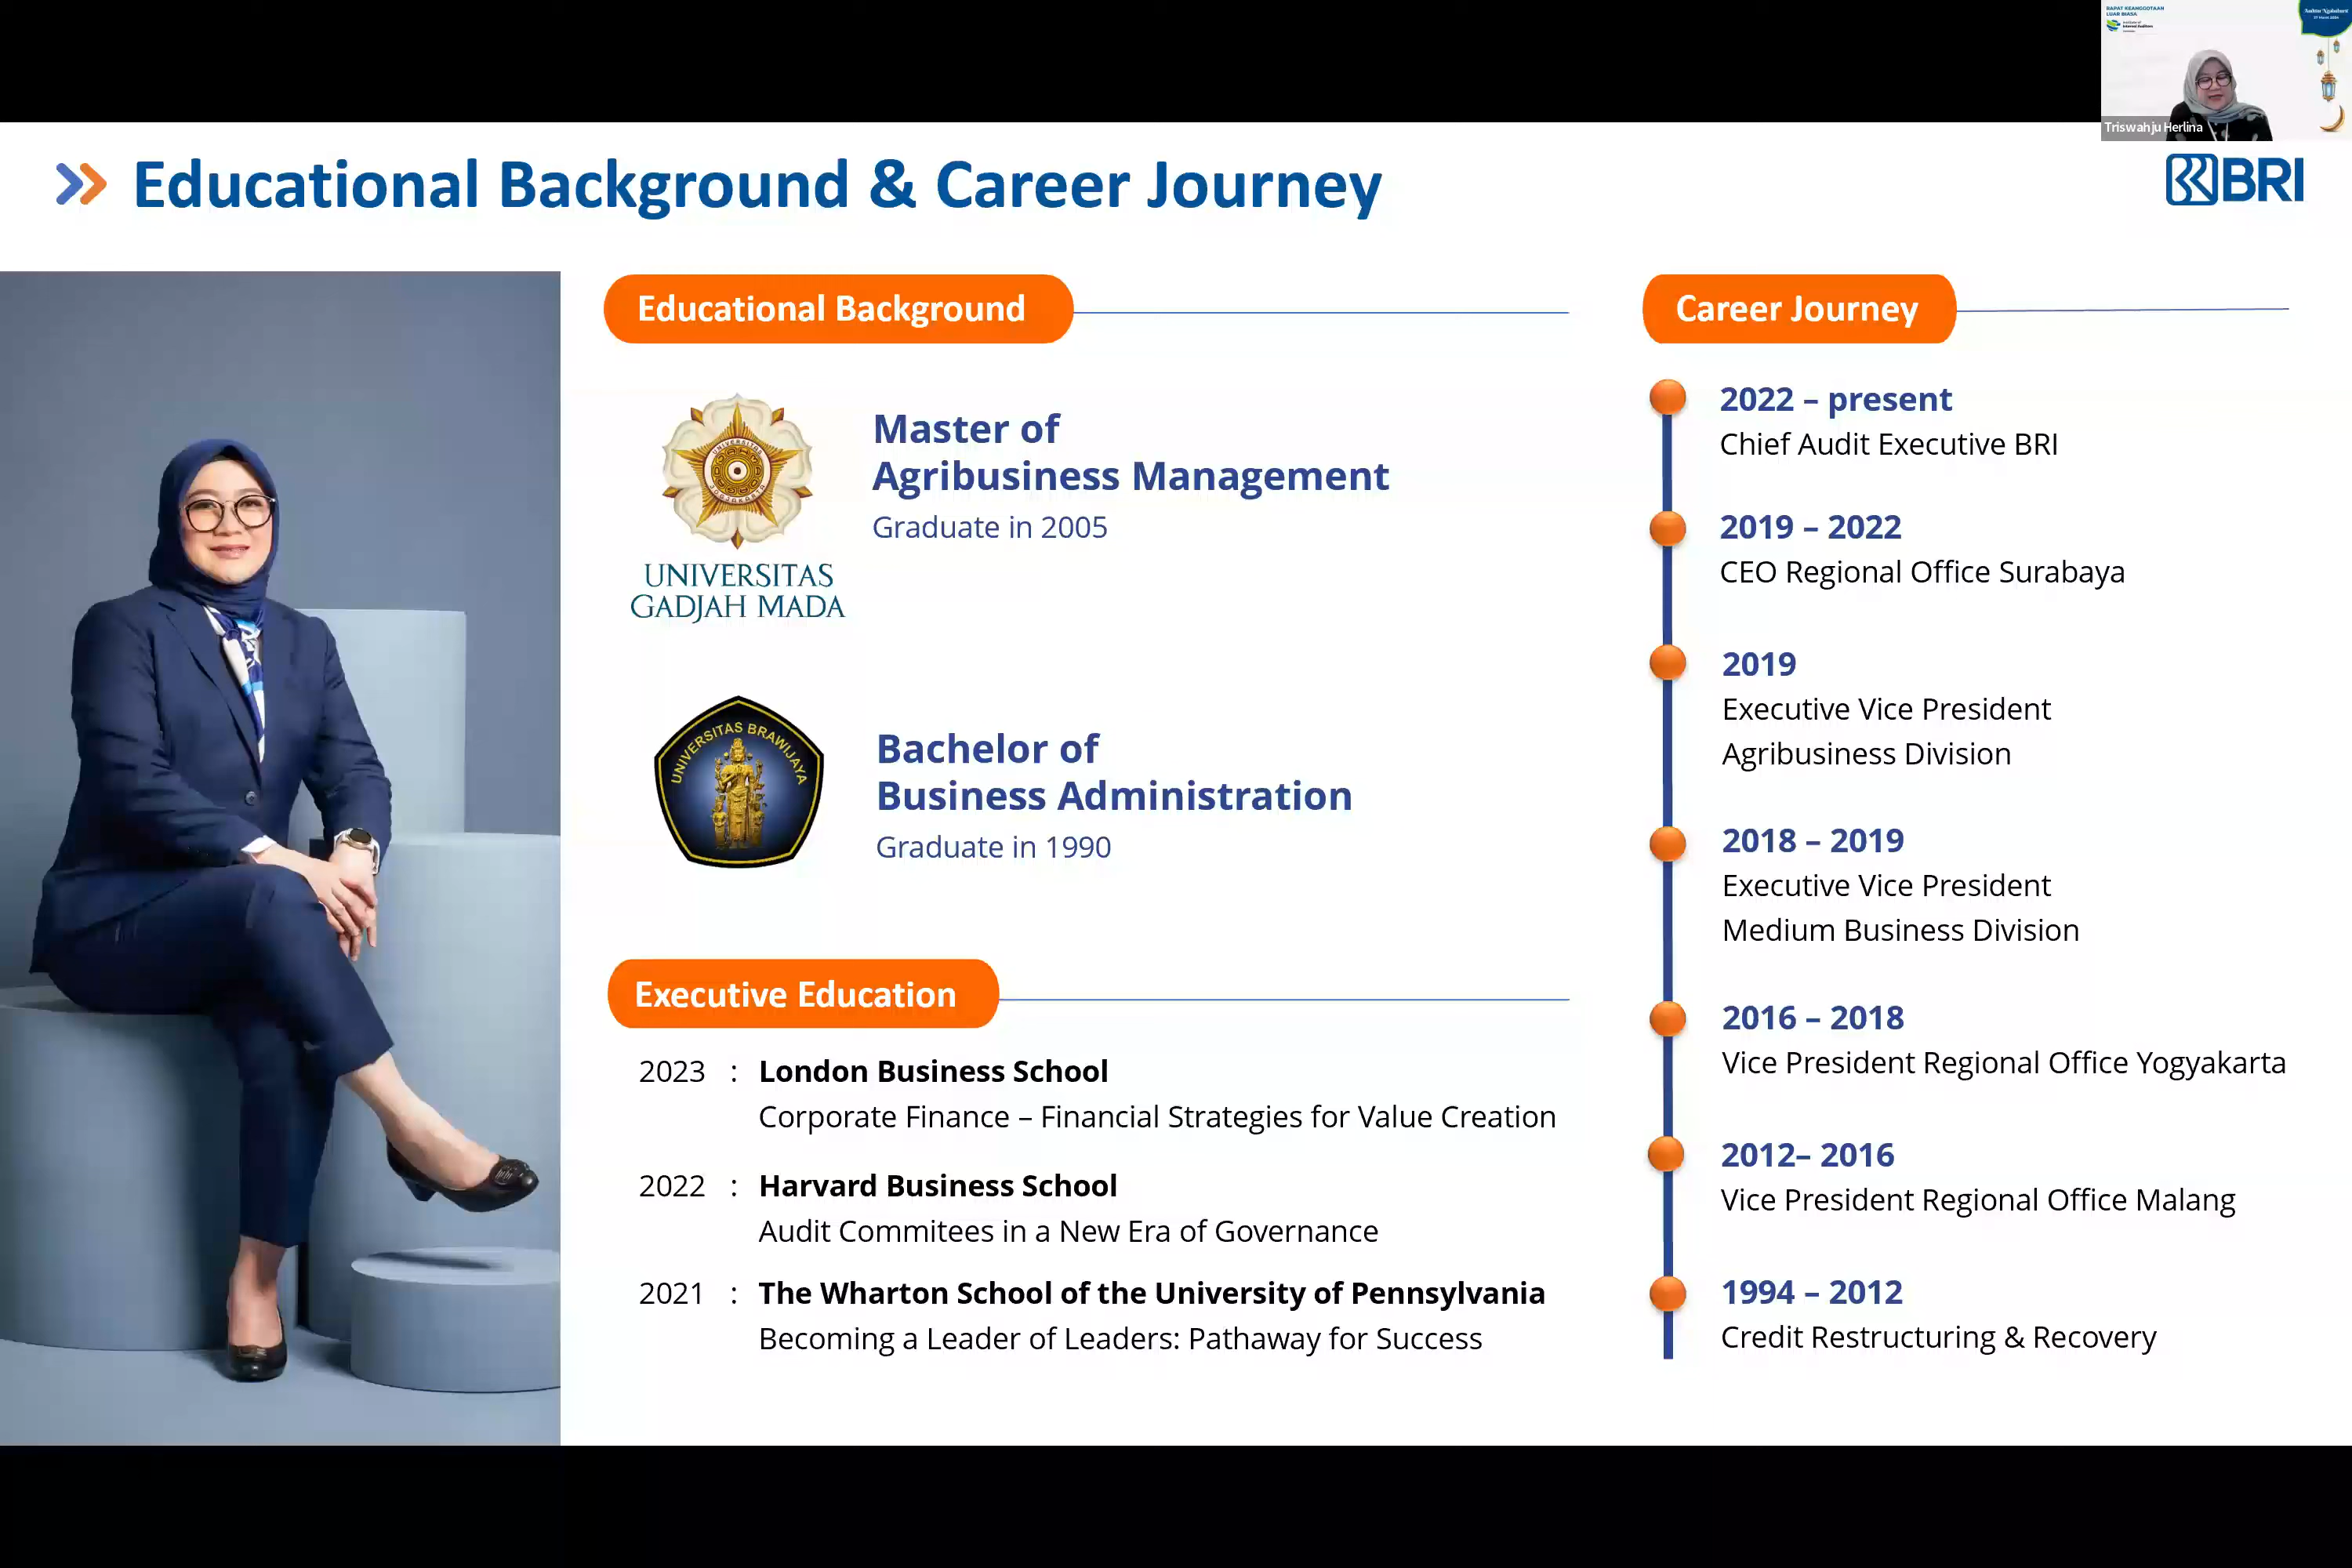 RAPAT KEANGGOTAAN
LUAR BIASA
Triswahju Herlina
Educational Background & Career Journey
BRI
Educational Background
UNIVERSITAS
GADJAH MADA
Master of
Agribusiness Management
Graduate in 2005
UNIVERSITAS BRAWIJAYA
Bachelor of
Business Administration
Graduate in 1990
Executive Education
2023 : London Business School
Corporate Finance – Financial Strategies for Value Creation
2022 : Harvard Business School
Audit Commitees in a New Era of Governance
2021 : The Wharton School of the University of Pennsylvania
Becoming a Leader of Leaders: Pathaway for Success
Career Journey
2022 – present
Chief Audit Executive BRI
2019 – 2022
CEO Regional Office Surabaya
2019
Executive Vice President
Agribusiness Division
2018 – 2019
Executive Vice President
Medium Business Division
2016 – 2018
Vice President Regional Office Yogyakarta
2012– 2016
Vice President Regional Office Malang
1994 – 2012
Credit Restructuring & Recovery